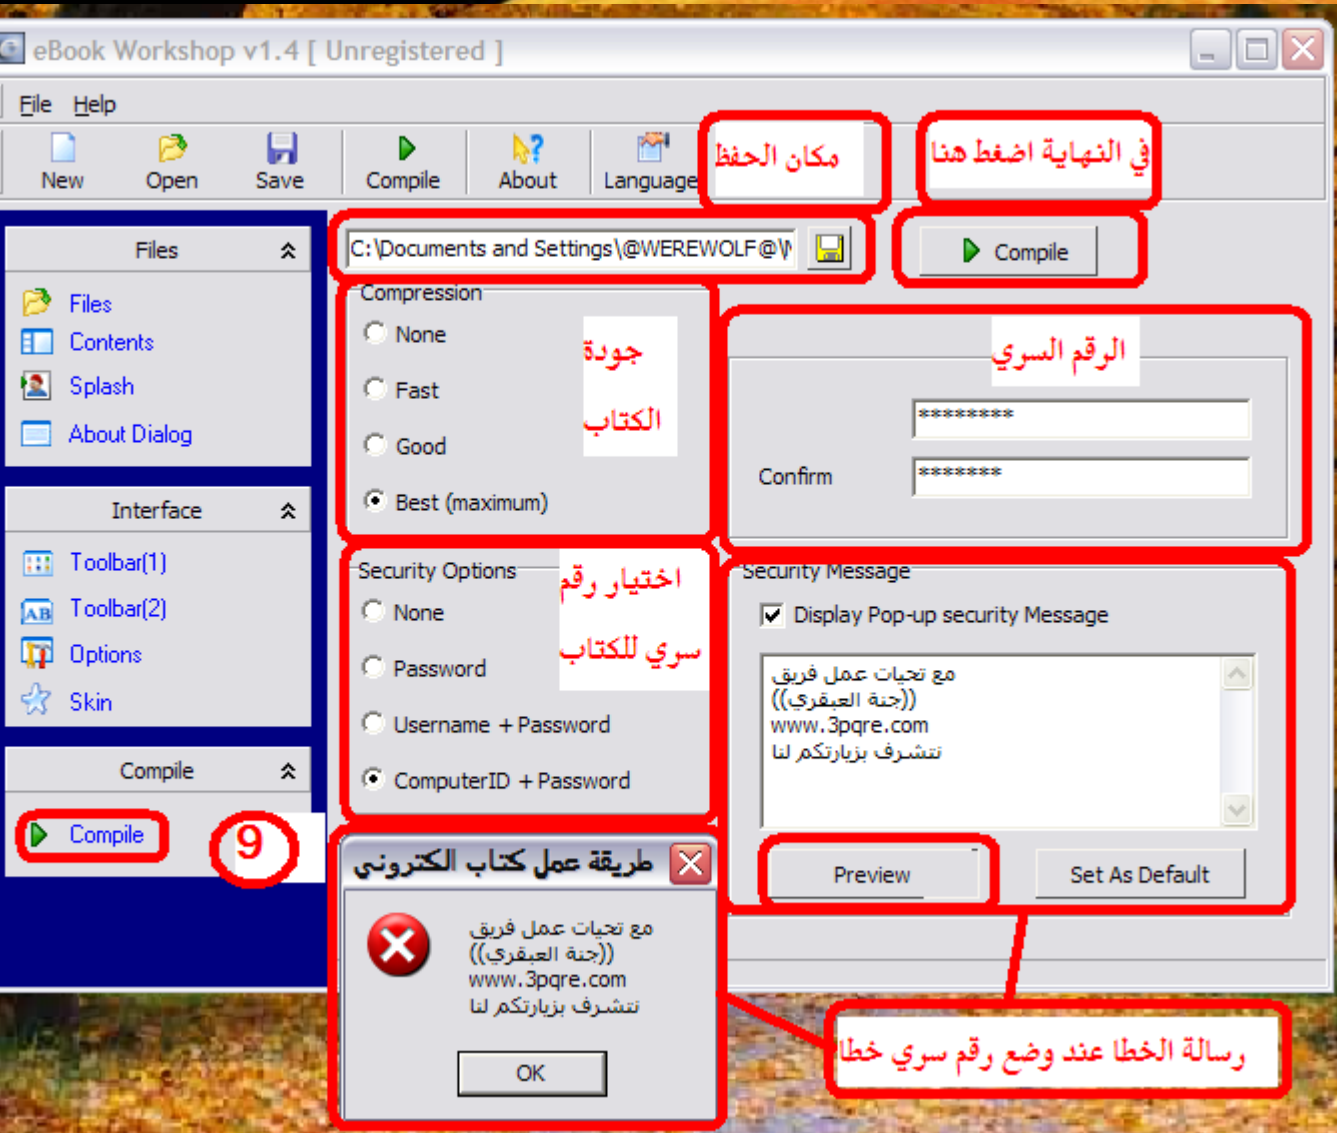 eBook Workshop v1.4 [ Unregistered ]
File Help
New Open Save Compile About Language
مكان الحفظ
في النهاية اضغط هنا
C:\Documents and Settings\@WEREWOLF@\
Compile
Files
Files
Contents
Splash
About Dialog
Interface
Toolbar(1)
Toolbar(2)
Options
Skin
Compile
Compile
9
Compression
None
Fast
Good
Best (maximum)
جودة
الكتاب
الرقم السري
********
Confirm *******
Security Options
None
Password
Username + Password
ComputerID + Password
اختيار رقم
سري للكتاب
Security Message
Display Pop-up security Message
مع تحيات عمل فريق
((جنة العبقري))
www.3pqre.com
نتشرف بزيارتكم لنا
Preview Set As Default
طريقة عمل كتاب الكتروني
مع تحيات عمل فريق
((جنة العبقري))
www.3pqre.com
نتشرف بزيارتكم لنا
OK
رسالة الخطا عند وضع رقم سري خطا